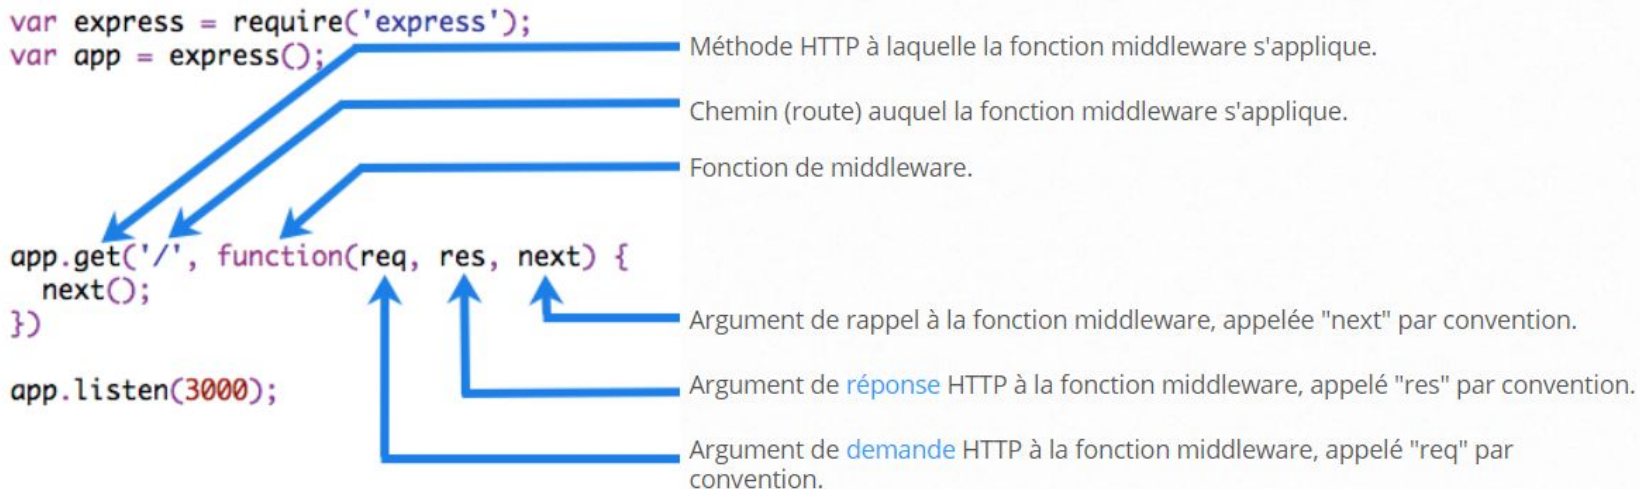 var express = require('express');
var app = express();
Méthode HTTP à laquelle la fonction middleware s'applique.
Chemin (route) auquel la fonction middleware s'applique.
Fonction de middleware.
app.get('/', function(req, res, next) {
next();
})
app.listen(3000);
Argument de rappel à la fonction middleware, appelée "next" par convention.
Argument de réponse HTTP à la fonction middleware, appelé "res" par convention.
Argument de demande HTTP à la fonction middleware, appelé "req" par
convention.